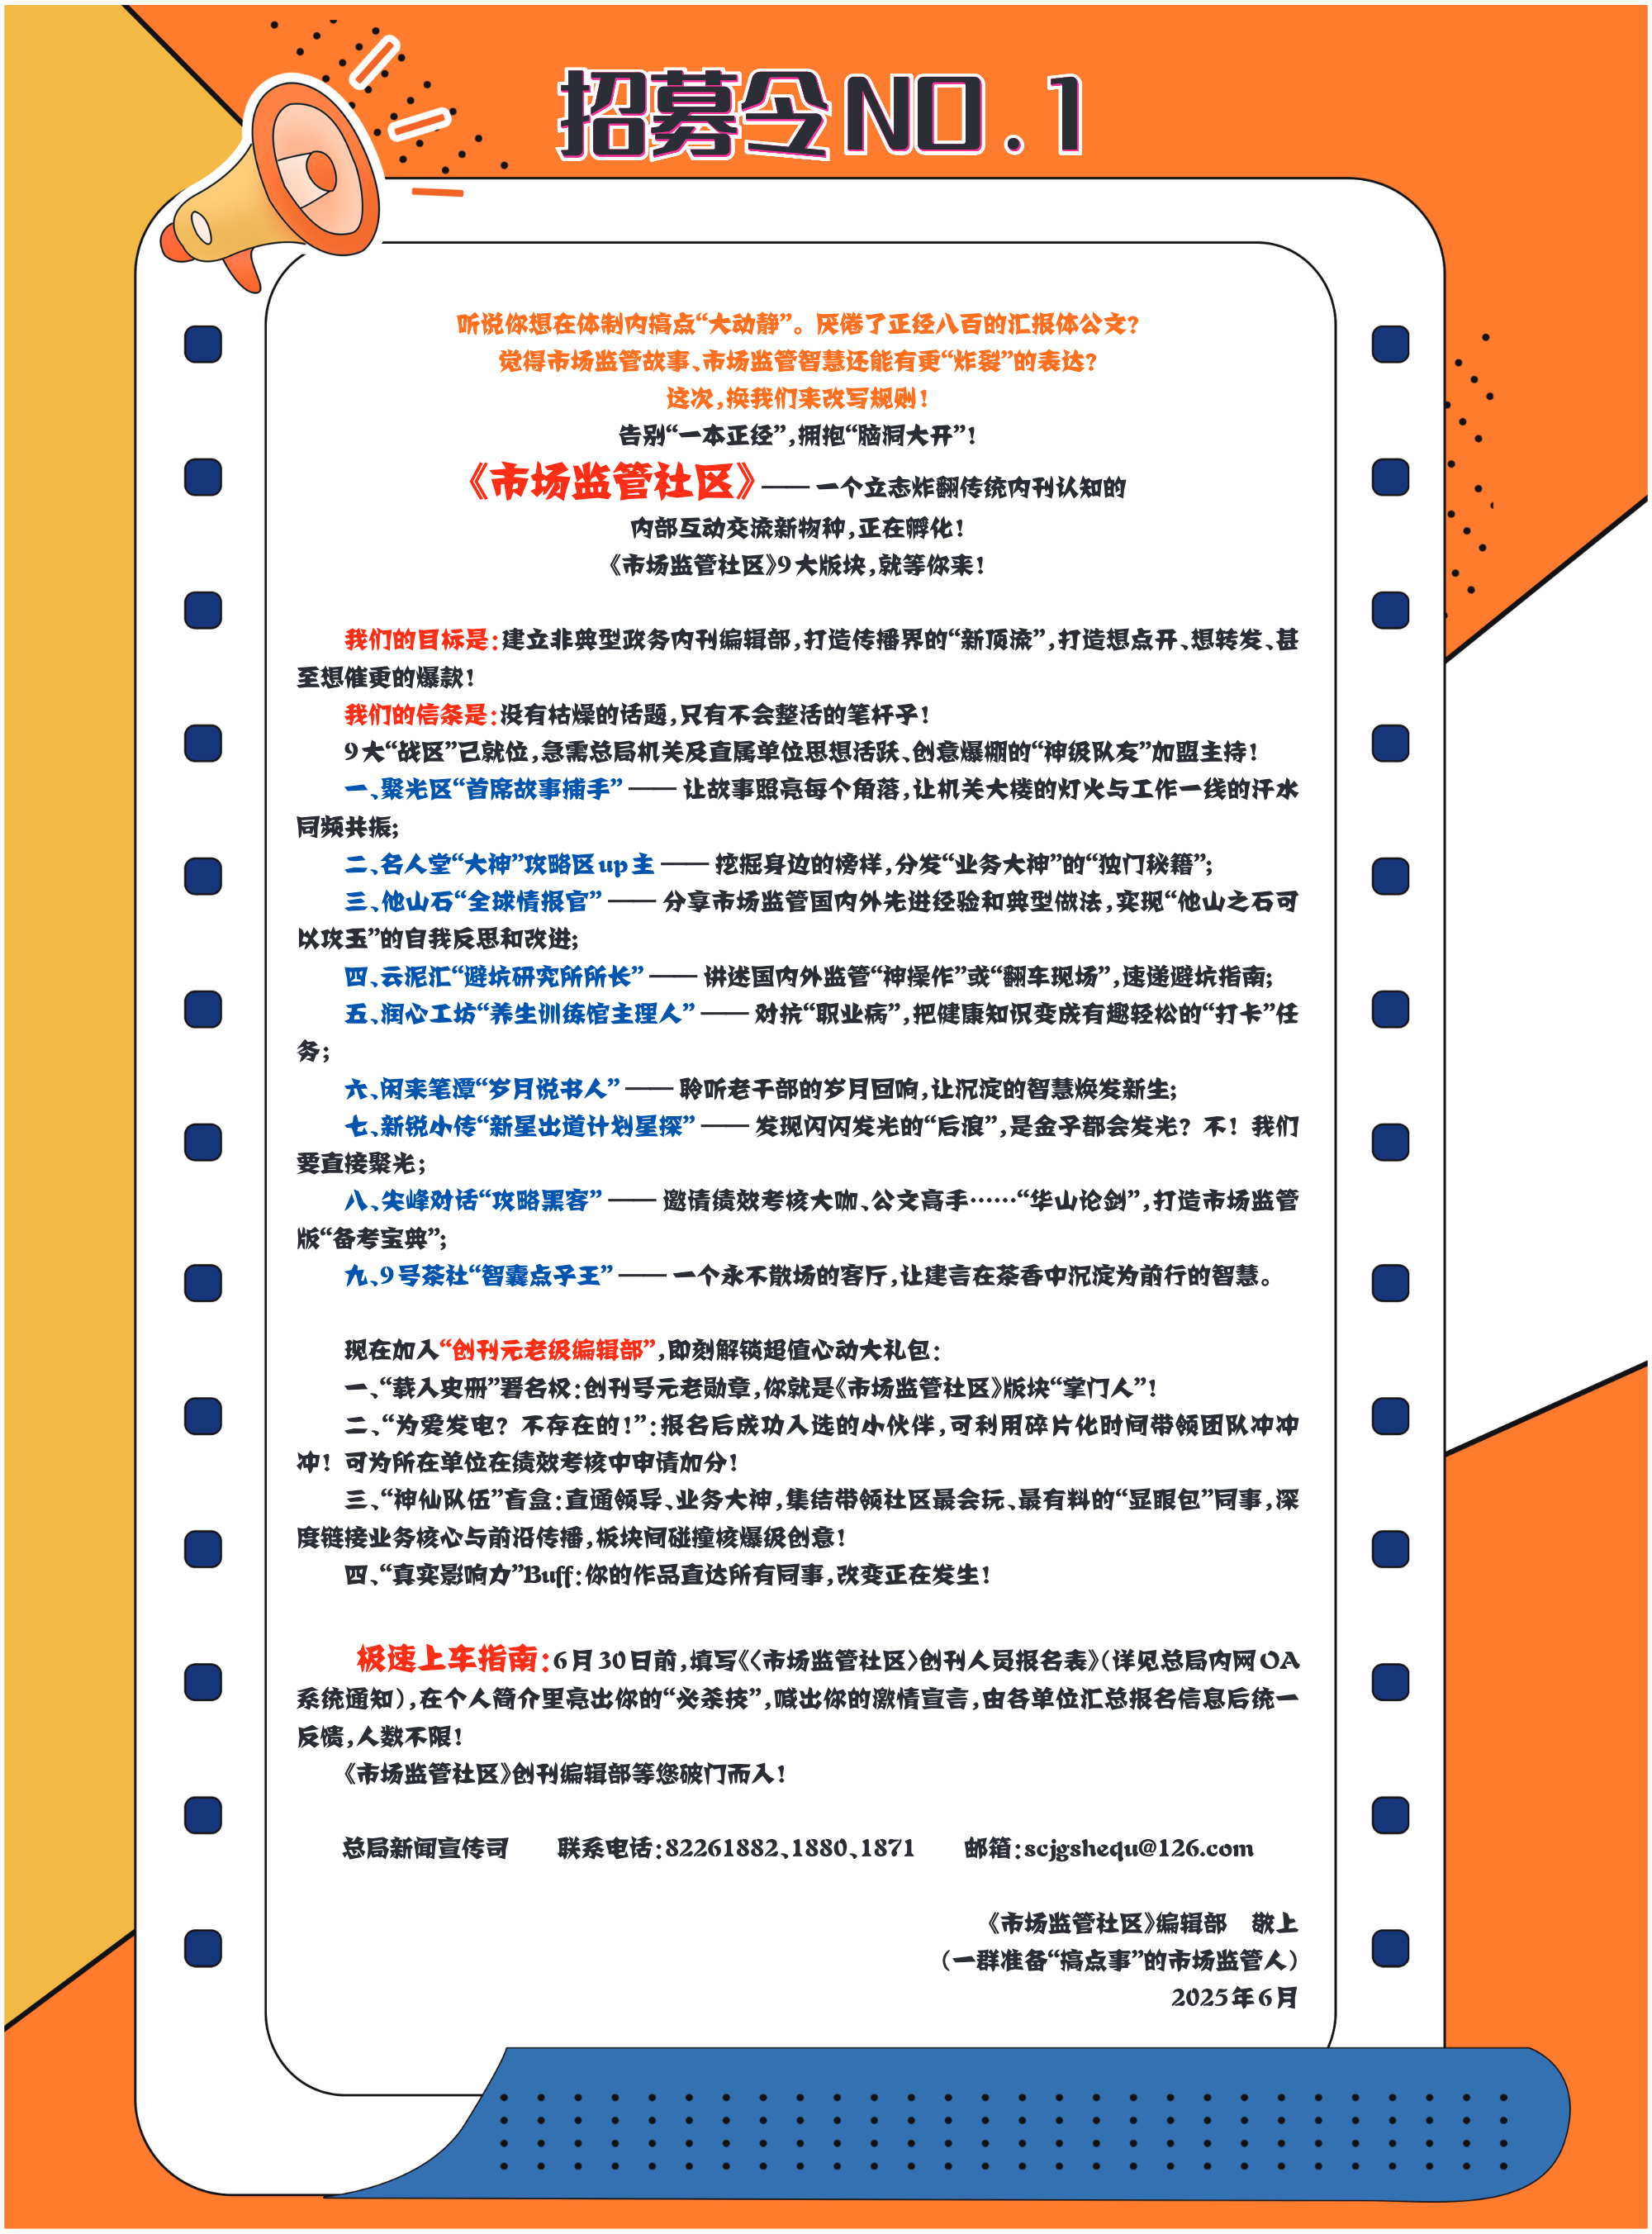 招募令NO.1
听说你想在体制内搞点“大动静”。厌倦了正经八百的汇报体公文？
觉得市场监管故事、市场监管智慧还能有更“炸裂”的表达？
这次，换我们来改写规则！
告别“一本正经”，拥抱“脑洞大开”！
《市场监管社区》—— 一个立志炸翻传统内刊认知的
内部互动交流新物种，正在孵化！
《市场监管社区》9大版块，就等你来！
我们的目标是：建立非典型政务内刊编辑部，打造传播界的“新顶流”，打造想点开、想转发、甚
至想催更的爆款！
我们的信条是：没有枯燥的话题，只有不会整活的笔杆子！
9大“战区”已就位，急需总局机关及直属单位思想活跃、创意爆棚的“神级队友”加盟主持！
一、聚光区“首席故事捕手”—— 让故事照亮每个角落，让机关大楼的灯火与工作一线的汗水
同频共振；
二、名人堂“大神”攻略区up主 —— 挖掘身边的榜样，分发“业务大神”的“独门秘籍”；
三、他山石“全球情报官”—— 分享市场监管国内外先进经验和典型做法，实现“他山之石可
以攻玉”的自我反思和改进；
四、云泥汇“避坑研究所所长”—— 讲述国内外监管“神操作”或“翻车现场”，速递避坑指南；
五、润心工坊“养生训练馆主理人”—— 对抗“职业病”，把健康知识变成有趣轻松的“打卡”任
务；
六、闲来笔潭“岁月说书人”—— 聆听老干部的岁月回响，让沉淀的智慧焕发新生；
七、新锐小传“新星出道计划星探”—— 发现闪闪发光的“后浪”，是金子都会发光？不！我们
要直接聚光；
八、尖峰对话“攻略黑客”—— 邀请绩效考核大咖、公文高手……“华山论剑”，打造市场监管
版“备考宝典”；
九、9号茶社“智囊点子王”—— 一个永不散场的客厅，让建言在茶香中沉淀为前行的智慧。
现在加入“创刊元老级编辑部”，即刻解锁超值心动大礼包：
一、“载入史册”署名权：创刊号元老勋章，你就是《市场监管社区》版块“掌门人”！
二、“为爱发电？不存在的！”：报名后成功入选的小伙伴，可利用碎片化时间带领团队冲冲
冲！可为所在单位在绩效考核中申请加分！
三、“神仙队伍”盲盒：直通领导、业务大神，集结带领社区最会玩、最有料的“显眼包”同事，深
度链接业务核心与前沿传播，板块间碰撞核爆级创意！
四、“真实影响力”Buff：你的作品直达所有同事，改变正在发生！
极速上车指南：6月30日前，填写《〈市场监管社区〉创刊人员报名表》（详见总局内网OA
系统通知），在个人简介里亮出你的“必杀技”，喊出你的激情宣言，由各单位汇总报名信息后统一
反馈，人数不限！
《市场监管社区》创刊编辑部等您破门而入！
总局新闻宣传司 联系电话：82261882、1880、1871 邮箱：scjgshequ@126.com
《市场监管社区》编辑部 敬上
（一群准备“搞点事”的市场监管人）
2025年6月